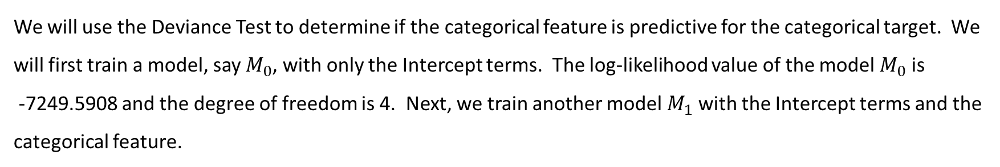 We will use the Deviance Test to determine if the categorical feature is predictive for the categorical target.  We
will first train a model, say M₀, with only the Intercept terms.  The log-likelihood value of the model M₀ is
-7249.5908 and the degree of freedom is 4.  Next, we train another model M₁ with the Intercept terms and the
categorical feature.